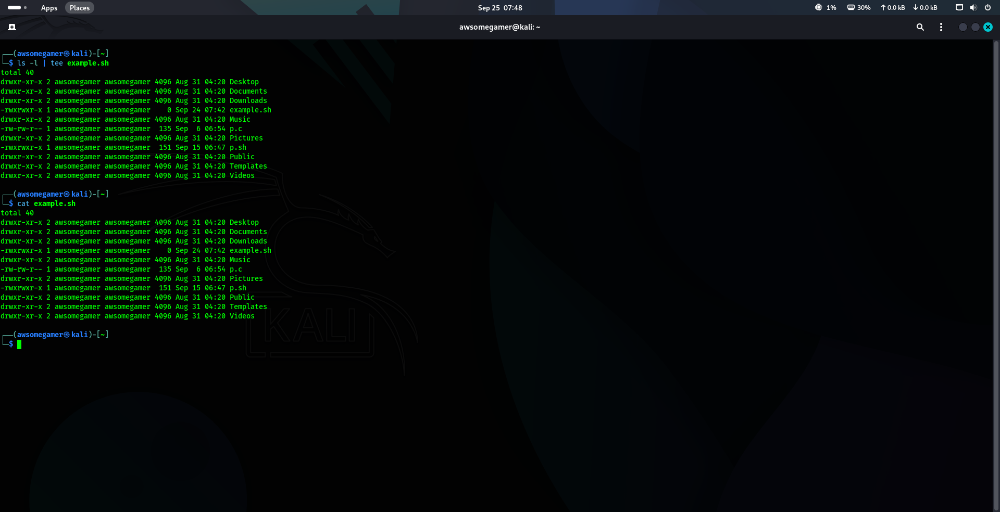 Apps Places Sep 25 07:48 1% 30% 0.0 kB 0.0 kB
awsomegamer@kali: ~
┌──(awsomegamer㉿kali)-[~]
└─$ ls -l | tee example.sh
total 40
drwxr-xr-x 2 awsomegamer awsomegamer 4096 Aug 31 04:20 Desktop
drwxr-xr-x 2 awsomegamer awsomegamer 4096 Aug 31 04:20 Documents
drwxr-xr-x 2 awsomegamer awsomegamer 4096 Aug 31 04:20 Downloads
-rwxrwxr-x 1 awsomegamer awsomegamer    0 Sep 24 07:42 example.sh
drwxr-xr-x 2 awsomegamer awsomegamer 4096 Aug 31 04:20 Music
-rw-rw-r-- 1 awsomegamer awsomegamer  135 Sep  6 06:54 p.c
drwxr-xr-x 2 awsomegamer awsomegamer 4096 Aug 31 04:20 Pictures
-rwxrwxr-x 1 awsomegamer awsomegamer  151 Sep 15 06:47 p.sh
drwxr-xr-x 2 awsomegamer awsomegamer 4096 Aug 31 04:20 Public
drwxr-xr-x 2 awsomegamer awsomegamer 4096 Aug 31 04:20 Templates
drwxr-xr-x 2 awsomegamer awsomegamer 4096 Aug 31 04:20 Videos
┌──(awsomegamer㉿kali)-[~]
└─$ cat example.sh
total 40
drwxr-xr-x 2 awsomegamer awsomegamer 4096 Aug 31 04:20 Desktop
drwxr-xr-x 2 awsomegamer awsomegamer 4096 Aug 31 04:20 Documents
drwxr-xr-x 2 awsomegamer awsomegamer 4096 Aug 31 04:20 Downloads
-rwxrwxr-x 1 awsomegamer awsomegamer    0 Sep 24 07:42 example.sh
drwxr-xr-x 2 awsomegamer awsomegamer 4096 Aug 31 04:20 Music
-rw-rw-r-- 1 awsomegamer awsomegamer  135 Sep  6 06:54 p.c
drwxr-xr-x 2 awsomegamer awsomegamer 4096 Aug 31 04:20 Pictures
-rwxrwxr-x 1 awsomegamer awsomegamer  151 Sep 15 06:47 p.sh
drwxr-xr-x 2 awsomegamer awsomegamer 4096 Aug 31 04:20 Public
drwxr-xr-x 2 awsomegamer awsomegamer 4096 Aug 31 04:20 Templates
drwxr-xr-x 2 awsomegamer awsomegamer 4096 Aug 31 04:20 Videos
┌──(awsomegamer㉿kali)-[~]
└─$
KALI